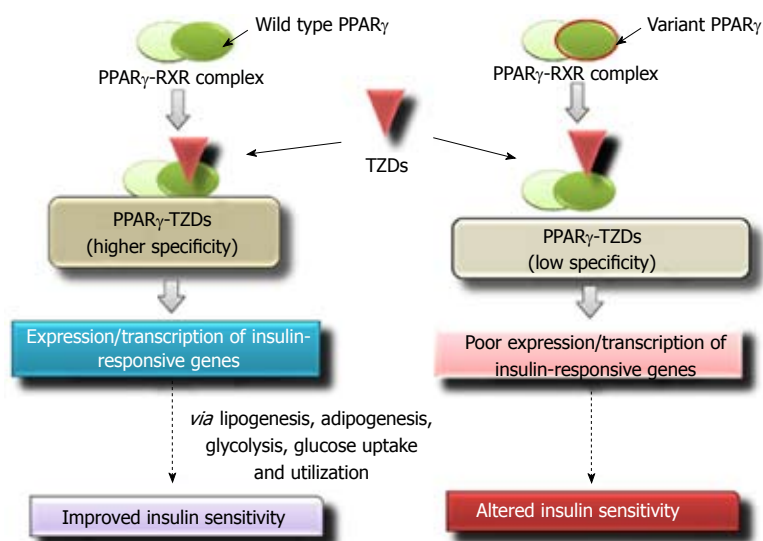 Wild type PPARγ
PPARγ-RXR complex
TZDs
PPARγ-TZDs
(higher specificity)
Expression/transcription of insulin-
responsive genes
via lipogenesis, adipogenesis,
glycolysis, glucose uptake
and utilization
Improved insulin sensitivity
Variant PPARγ
PPARγ-RXR complex
PPARγ-TZDs
(low specificity)
Poor expression/transcription of
insulin-responsive genes
Altered insulin sensitivity